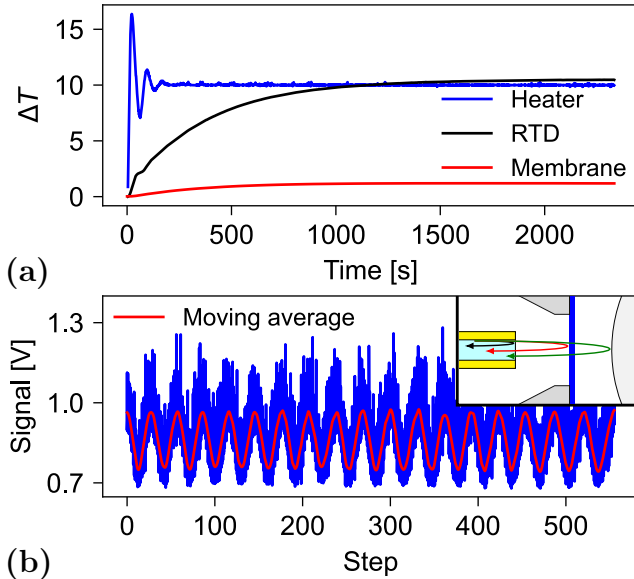 15
10
5
0
ΔT
Heater
RTD
Membrane
0 500 1000 1500 2000
Time [s]
(a)
1.3
1.0
0.7
Signal [V]
Moving average
0 100 200 300 400 500
Step
(b)